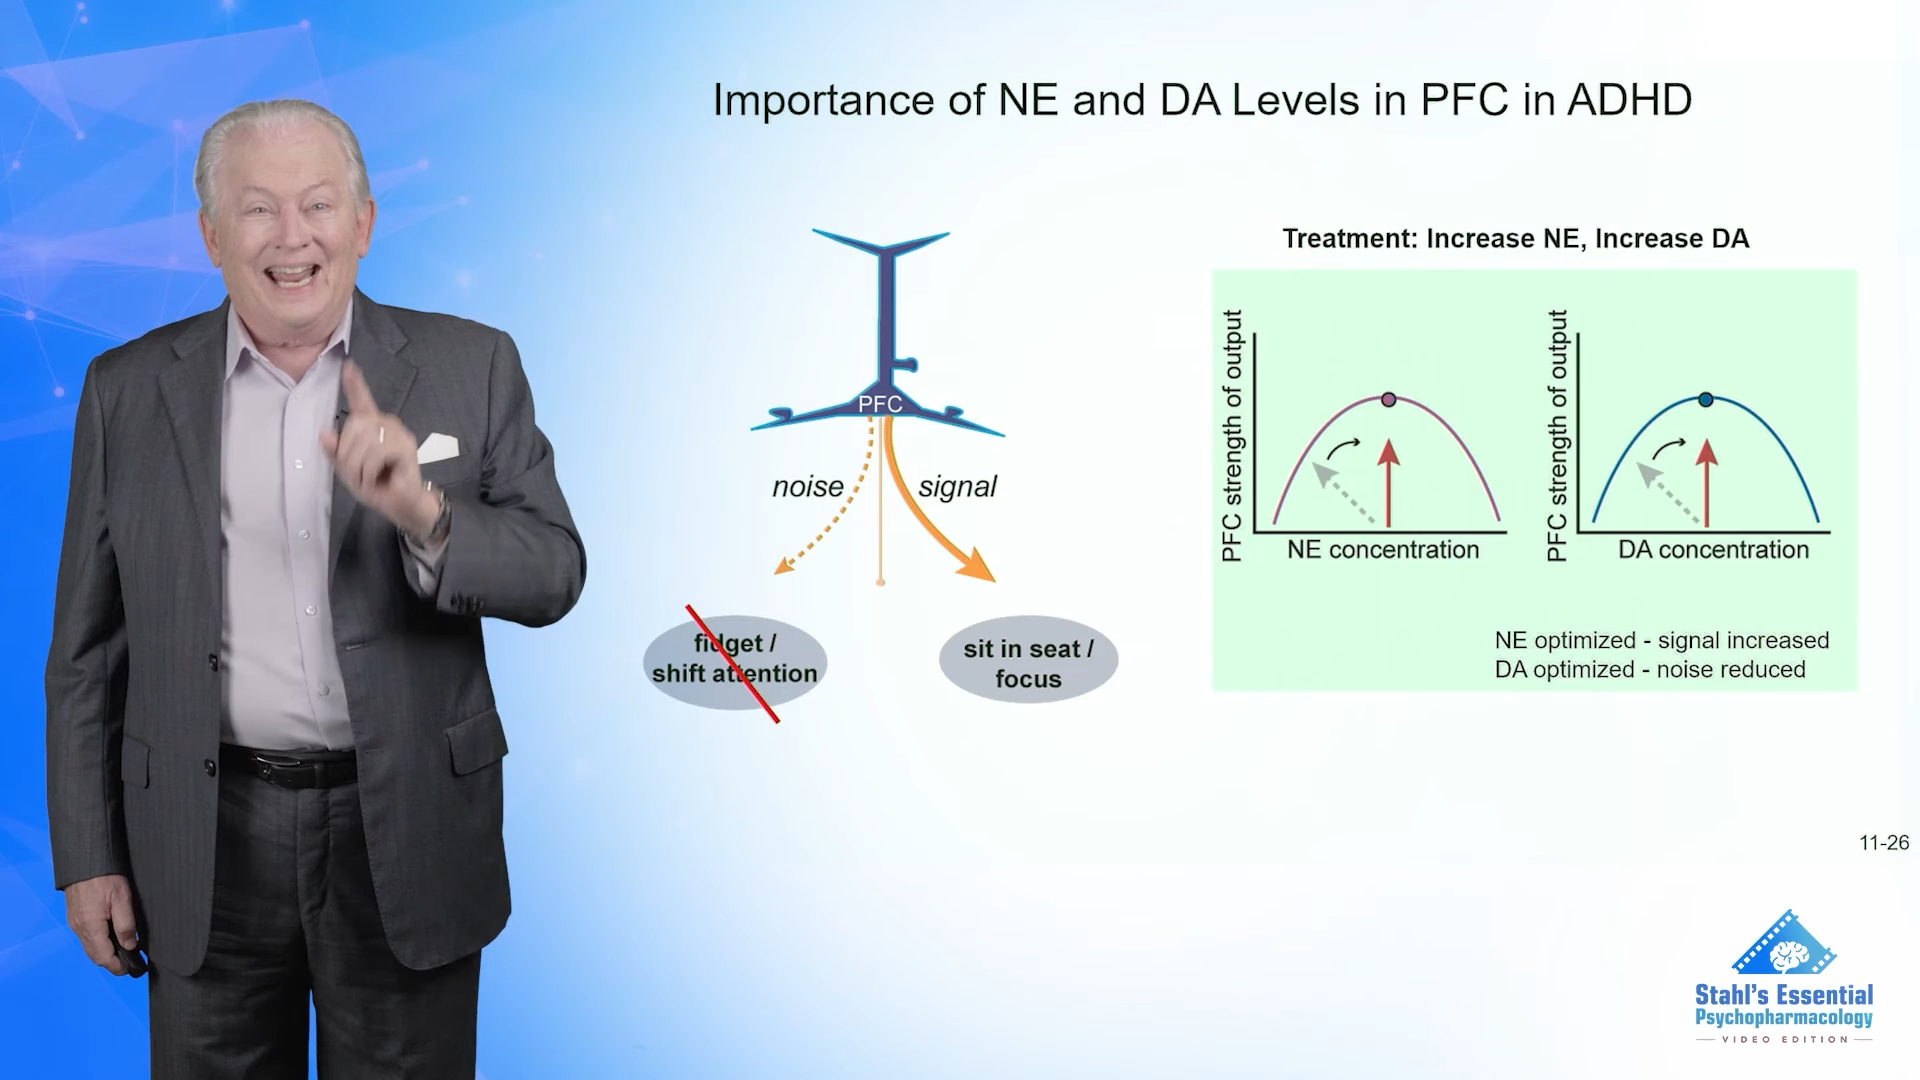 Importance of NE and DA Levels in PFC in ADHD
Treatment: Increase NE, Increase DA
PFC
noise
signal
fidget /
shift attention
sit in seat /
focus
PFC strength of output
NE concentration
PFC strength of output
DA concentration
NE optimized - signal increased
DA optimized - noise reduced
11-26
Stahl's Essential
Psychopharmacology
VIDEO EDITION